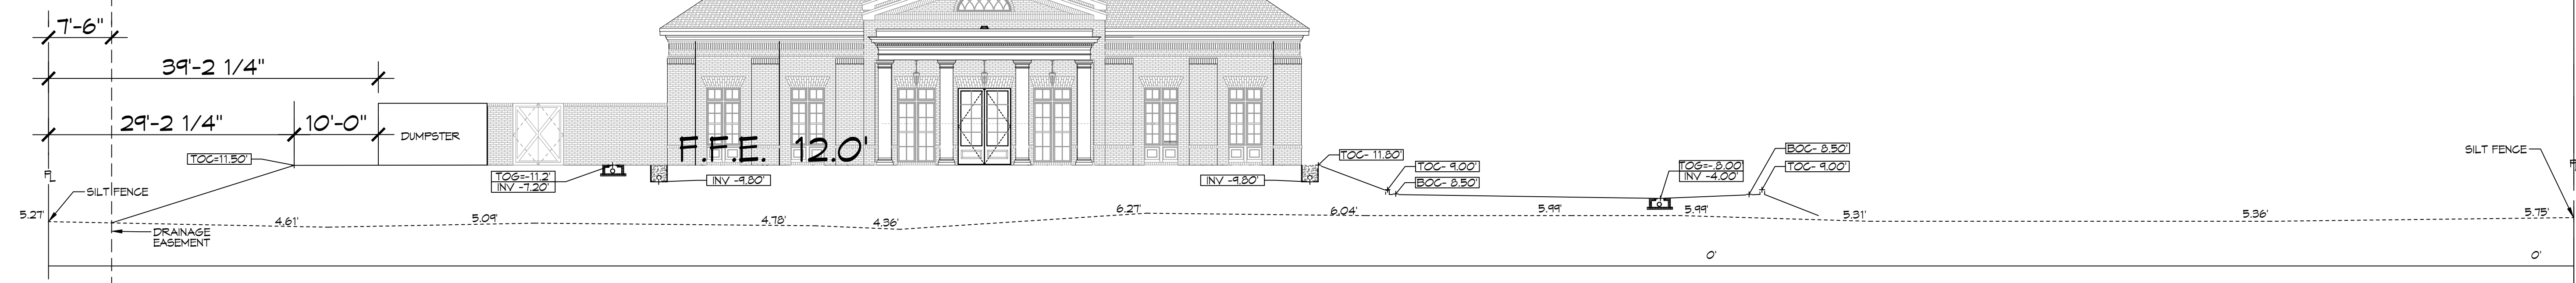 7'-6"
39'-2 1/4"
29'-2 1/4"
10'-0"
DUMPSTER
F.F.E. 12.0'
TOC=11.50'
PL
SILT FENCE
5.27'
DRAINAGE
EASEMENT
4.61'
5.09'
TOG=-11.2'
INV -7.20'
INV -9.80'
4.78'
4.36'
6.27'
INV -9.80'
TOC- 11.80'
TOC- 9.00'
BOC- 8.50'
6.04'
5.99'
TOG=-8.00'
INV -4.00'
5.99'
BOC- 8.50'
TOC- 9.00'
5.31'
0'
5.36'
SILT FENCE
5.75'
0'